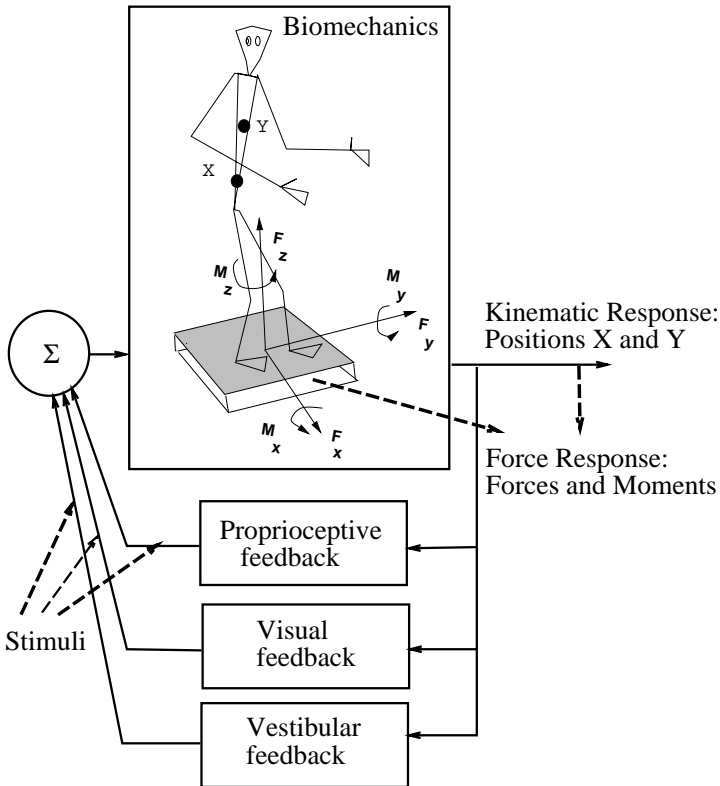 Biomechanics
Y
X
F
z
M
z
M
y
F
y
M
x
F
x
Σ
Kinematic Response:
Positions X and Y
Force Response:
Forces and Moments
Proprioceptive
feedback
Visual
feedback
Vestibular
feedback
Stimuli